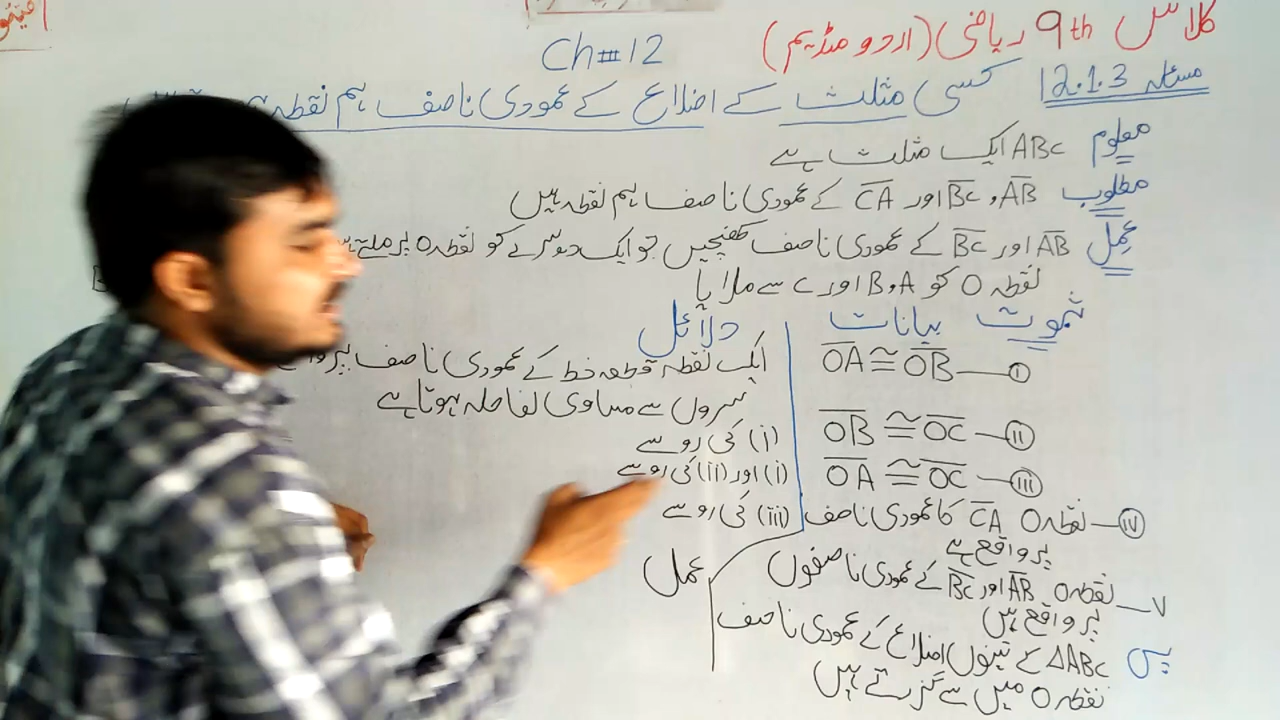 کلاس 9th ریاضی (اردو میڈیم)
Ch#12
مسئلہ 12.1.3 کسی مثلث کے اضلاع کے عمودی ناصف ہم نقطہ
معلوم ABC ایک مثلث ہے
مطلوب AB، BC اور CA کے عمودی ناصف ہم نقطہ ہیں
عمل AB اور BC کے عمودی ناصف کھینچیں جو ایک دوسرے کو نقطہ O پر ملتے
نقطہ O کو A، B اور C سے ملایا
ثبوت بیانات دلائل
OA ≅ OB — (i) ایک نقطہ قطعہ خط کے عمودی ناصف پر
سروں سے مساوی الفاصلہ ہوتا ہے
OB ≅ OC — (ii) (i) کی رو سے
OA ≅ OC — (iii) (i) اور (ii) کی رو سے
(iv) — نقطہ O CA کا عمودی ناصف (iii) کی رو سے
پر واقع ہے
v — نقطہ O AB اور BC کے عمودی ناصفوں عمل
پر واقع ہیں
پس ΔABC کے تینوں اضلاع کے عمودی ناصف
نقطہ O میں سے گزرتے ہیں